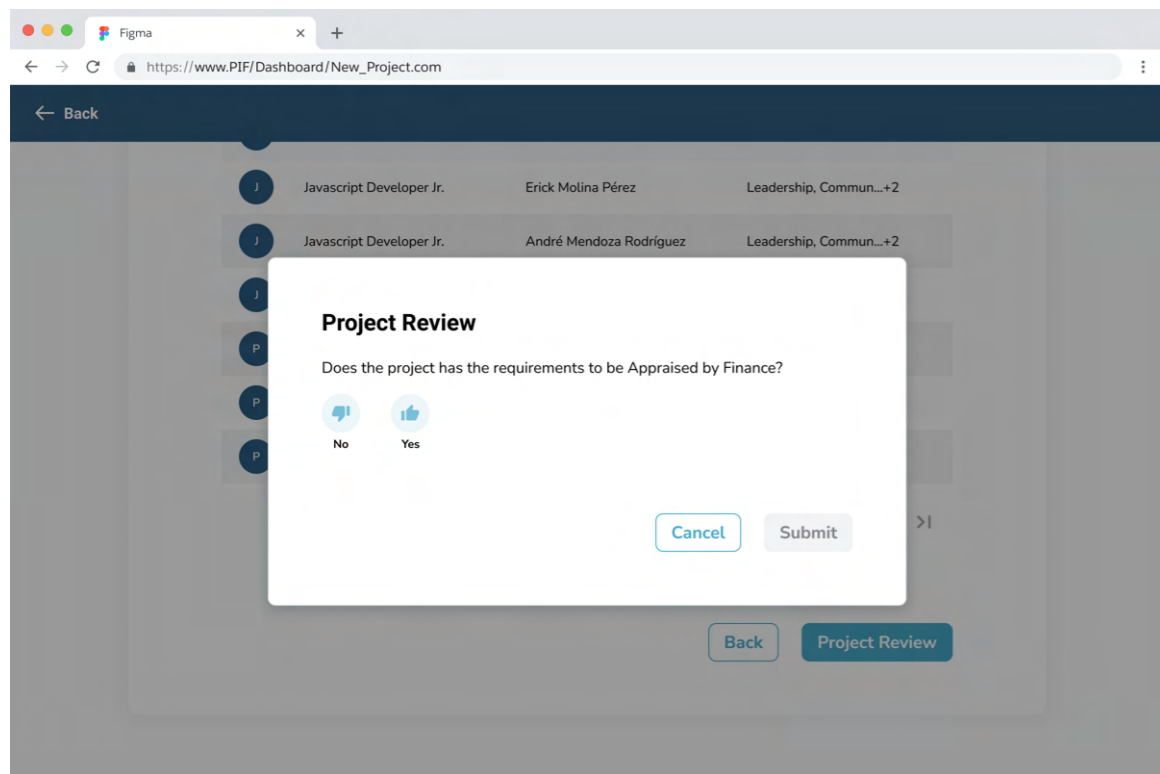 Figma
https://www.PIF/Dashboard/New_Project.com
Back
J Javascript Developer Jr. Erick Molina Pérez Leadership, Commun...+2
J Javascript Developer Jr. André Mendoza Rodríguez Leadership, Commun...+2
J
P
P
P
Project Review
Does the project has the requirements to be Appraised by Finance?
No Yes
Cancel Submit
Back Project Review